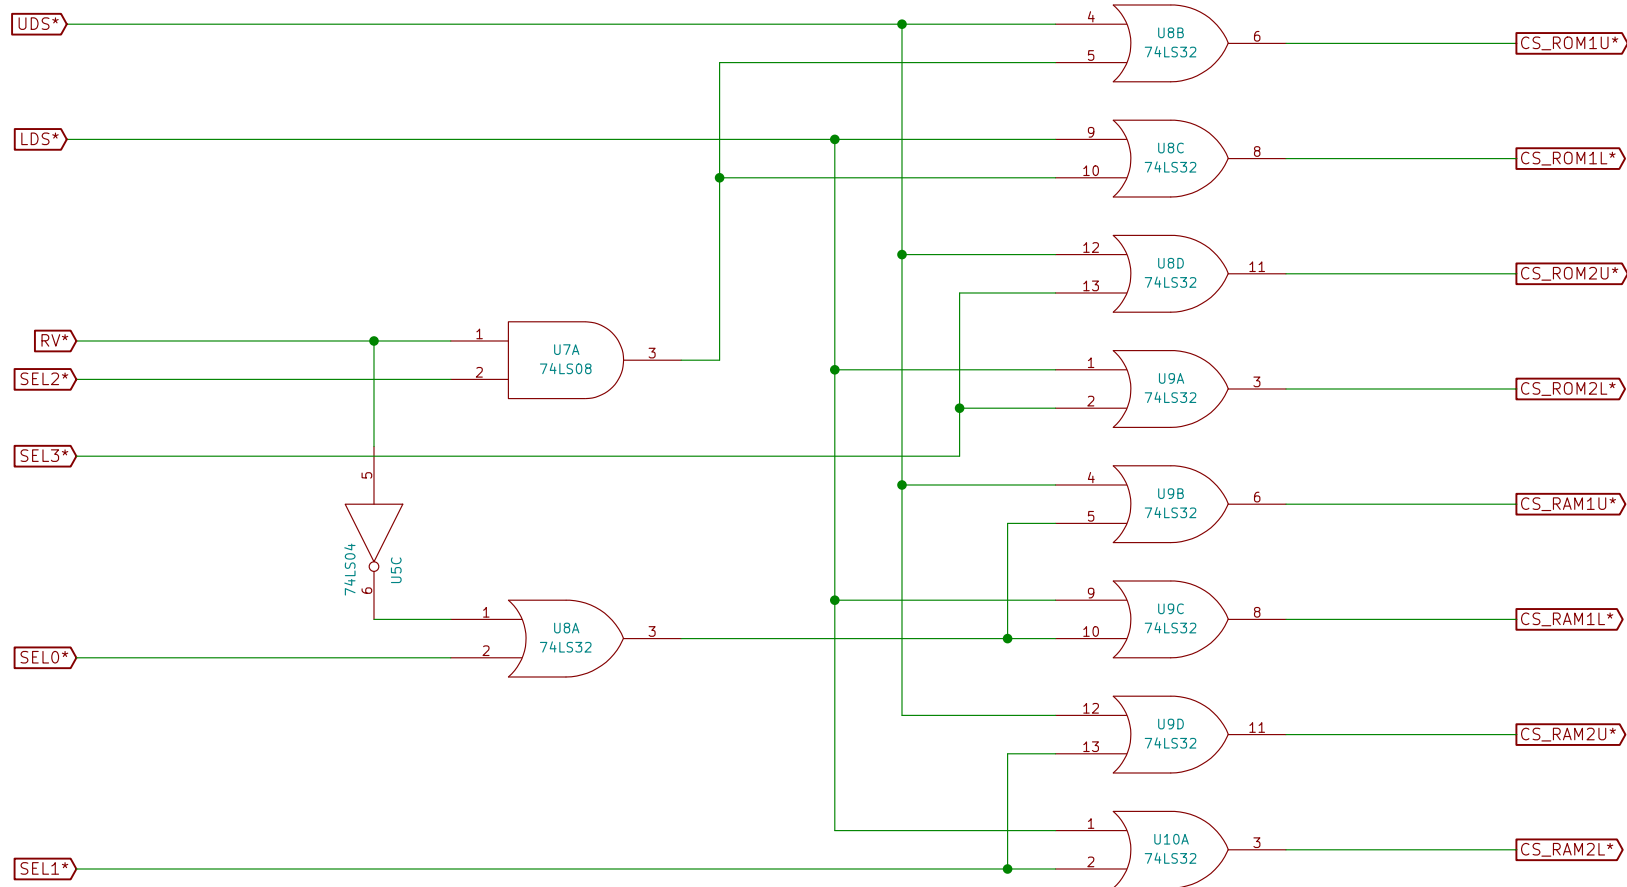 UDS*
4
U8B
74LS32
5
6
CS_ROM1U*
LDS*
9
U8C
74LS32
10
8
CS_ROM1L*
12
U8D
74LS32
13
11
CS_ROM2U*
RV*
1
U7A
74LS08
3
SEL2*
2
1
U9A
74LS32
2
3
CS_ROM2L*
SEL3*
5
74LS04
U5C
6
4
U9B
74LS32
5
6
CS_RAM1U*
1
U8A
74LS32
3
SEL0*
2
9
U9C
74LS32
10
8
CS_RAM1L*
12
U9D
74LS32
13
11
CS_RAM2U*
1
U10A
74LS32
SEL1*
2
3
CS_RAM2L*